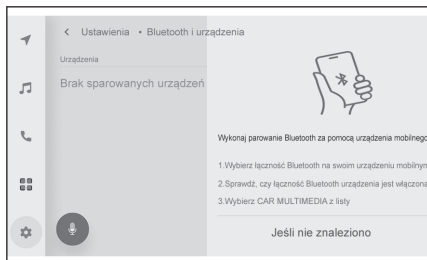 Ustawienia • Bluetooth i urządzenia
Urządzenia
Brak sparowanych urządzeń
Wykonaj parowanie Bluetooth za pomocą urządzenia mobilnego
1.Wybierz łączność Bluetooth na swoim urządzeniu mobilnym
2.Sprawdź, czy łączność Bluetooth urządzenia jest włączona
3.Wybierz CAR MULTIMEDIA z listy
Jeśli nie znaleziono